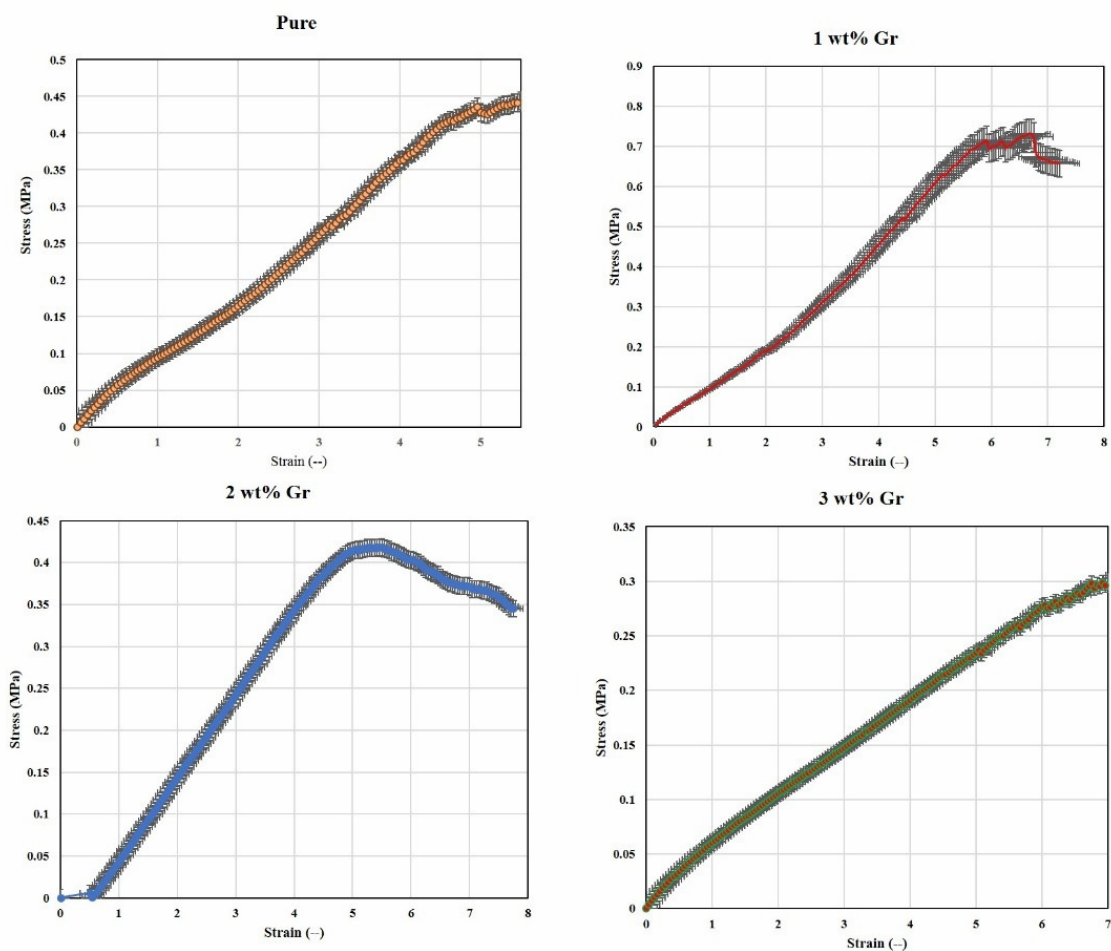 Pure
0.5
0.45
0.4
0.35
0.3
0.25
0.2
0.15
0.1
0.05
0
Stress (MPa)
0 1 2 3 4 5
Strain (--)
1 wt% Gr
0.9
0.8
0.7
0.6
0.5
0.4
0.3
0.2
0.1
0
Stress (MPa)
0 1 2 3 4 5 6 7 8
Strain (--)
2 wt% Gr
0.45
0.4
0.35
0.3
0.25
0.2
0.15
0.1
0.05
0
Stress (MPa)
0 1 2 3 4 5 6 7 8
Strain (--)
3 wt% Gr
0.35
0.3
0.25
0.2
0.15
0.1
0.05
0
Stress (MPa)
0 1 2 3 4 5 6 7
Strain (--)